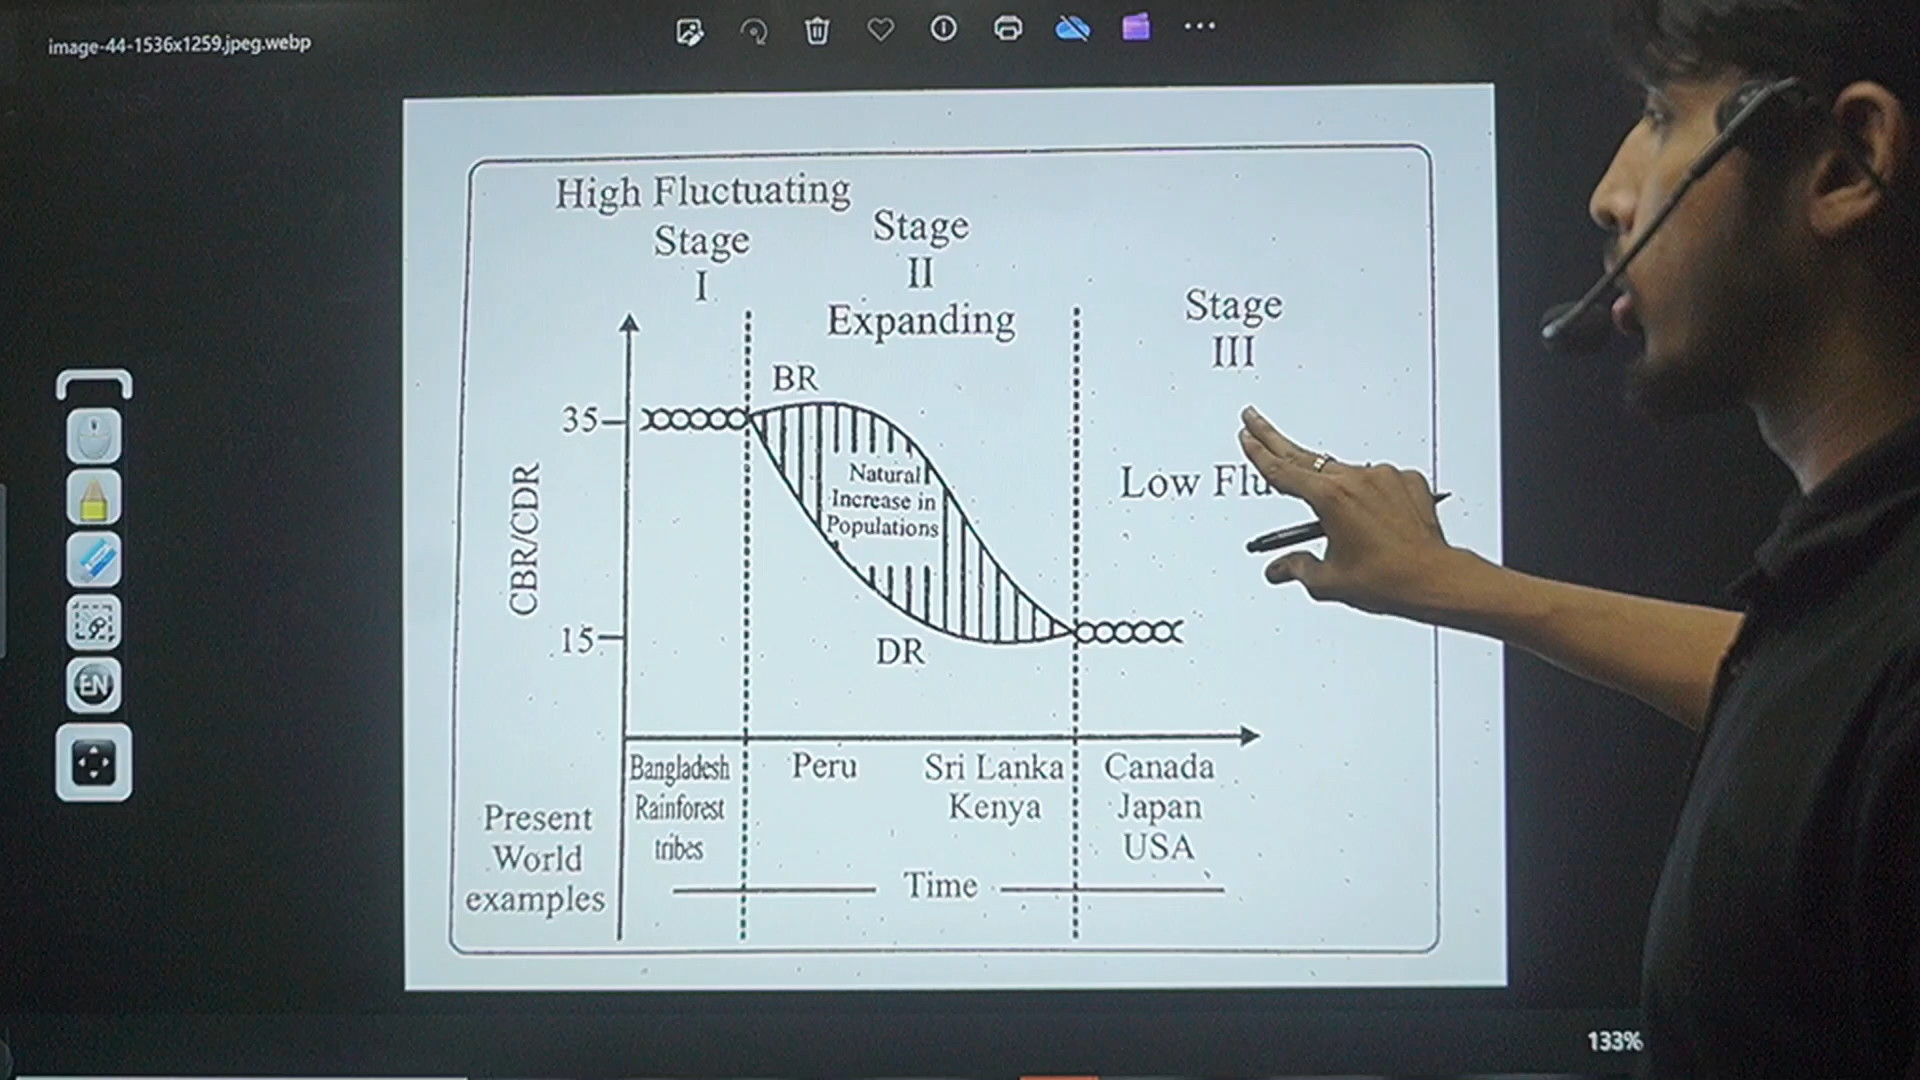 image-44-1536x1259.jpeg.webp
High Fluctuating
Stage
I
Stage
II
Expanding
Stage
III
BR
35
Natural
Increase in
Populations
Low
CBR/CDR
15
DR
Bangladesh
Rainforest
tribes
Peru
Sri Lanka
Kenya
Canada
Japan
USA
Present
World
examples
Time
EN
133%